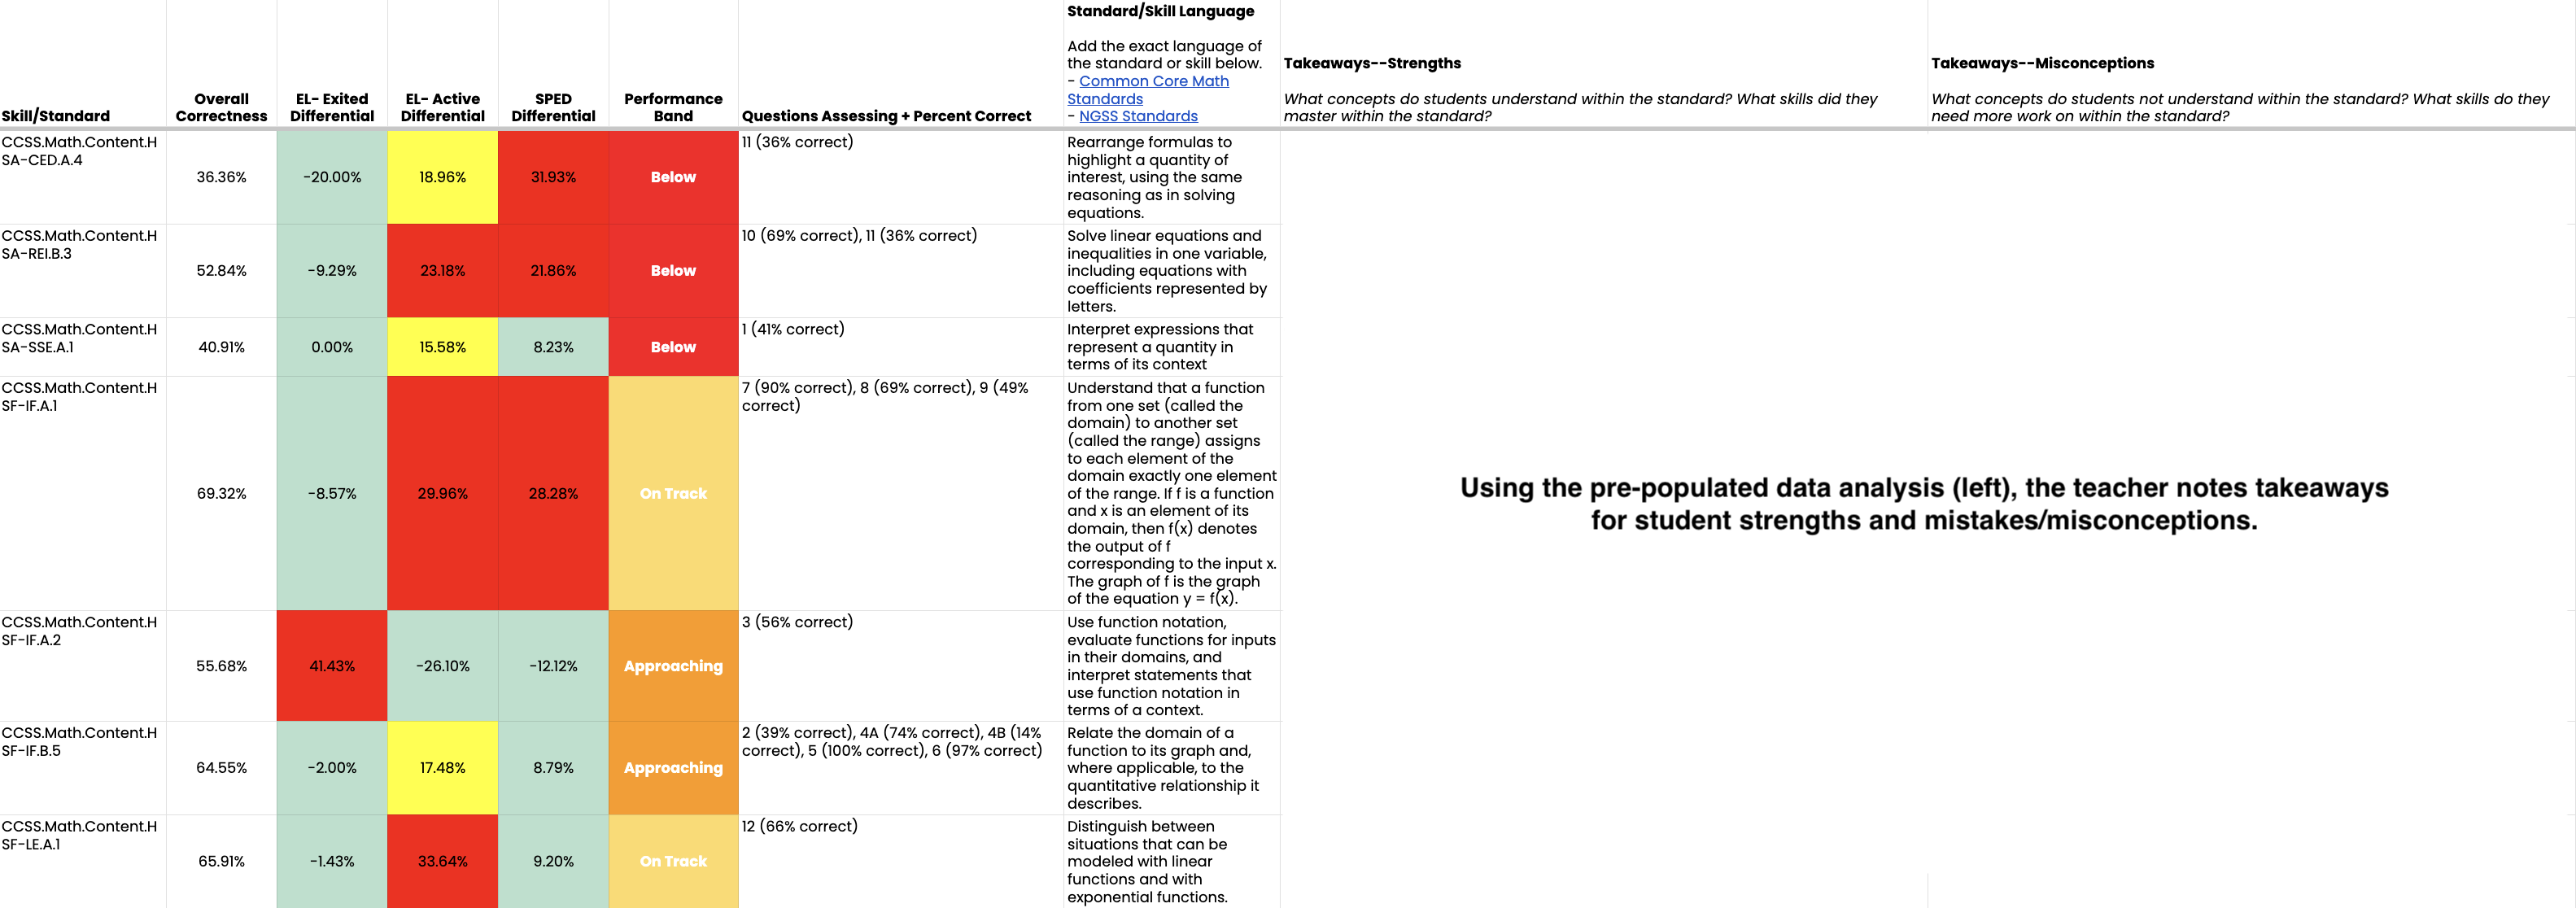 Skill/Standard
Overall
Correctness
EL- Exited
Differential
EL- Active
Differential
SPED
Differential
Performance
Band
Questions Assessing + Percent Correct
Standard/Skill Language
Add the exact language of
the standard or skill below.
- Common Core Math
Standards
- NGSS Standards
Takeaways--Strengths
What concepts do students understand within the standard? What skills did they
master within the standard?
Takeaways--Misconceptions
What concepts do students not understand within the standard? What skills do they
need more work on within the standard?
CCSS.Math.Content.H
SA-CED.A.4
36.36%
-20.00%
18.96%
31.93%
Below
11 (36% correct)
Rearrange formulas to
highlight a quantity of
interest, using the same
reasoning as in solving
equations.
CCSS.Math.Content.H
SA-REI.B.3
52.84%
-9.29%
23.18%
21.86%
Below
10 (69% correct), 11 (36% correct)
Solve linear equations and
inequalities in one variable,
including equations with
coefficients represented by
letters.
CCSS.Math.Content.H
SA-SSE.A.1
40.91%
0.00%
15.58%
8.23%
Below
1 (41% correct)
Interpret expressions that
represent a quantity in
terms of its context
CCSS.Math.Content.H
SF-IF.A.1
69.32%
-8.57%
29.96%
28.28%
On Track
7 (90% correct), 8 (69% correct), 9 (49%
correct)
Understand that a function
from one set (called the
domain) to another set
(called the range) assigns
to each element of the
domain exactly one element
of the range. If f is a function
and x is an element of its
domain, then f(x) denotes
the output of f
corresponding to the input x.
The graph of f is the graph
of the equation y = f(x).
Using the pre-populated data analysis (left), the teacher notes takeaways
for student strengths and mistakes/misconceptions.
CCSS.Math.Content.H
SF-IF.A.2
55.68%
41.43%
-26.10%
-12.12%
Approaching
3 (56% correct)
Use function notation,
evaluate functions for inputs
in their domains, and
interpret statements that
use function notation in
terms of a context.
CCSS.Math.Content.H
SF-IF.B.5
64.55%
-2.00%
17.48%
8.79%
Approaching
2 (39% correct), 4A (74% correct), 4B (14%
correct), 5 (100% correct), 6 (97% correct)
Relate the domain of a
function to its graph and,
where applicable, to the
quantitative relationship it
describes.
CCSS.Math.Content.H
SF-LE.A.1
65.91%
-1.43%
33.64%
9.20%
On Track
12 (66% correct)
Distinguish between
situations that can be
modeled with linear
functions and with
exponential functions.